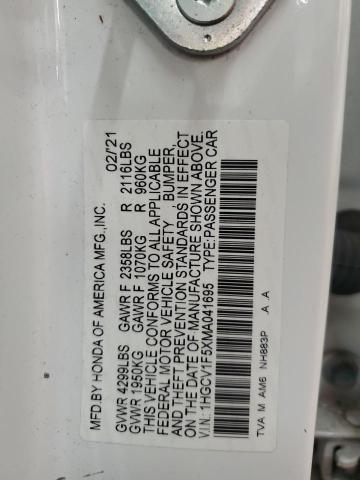 MFD.BY HONDA OF AMERICA MFG.,INC. 02/'21
GVWR 4299LBS GAWR F 2358LBS R 2116LBS
GVWR 1950KG GAWR F 1070KG R 960KG
THIS VEHICLE CONFORMS TO ALL APPLICABLE
FEDERAL MOTOR VEHICLE SAFETY, BUMPER,
AND THEFT PREVENTION STANDARDS IN EFFECT
ON THE DATE OF MANUFACTURE SHOWN ABOVE.
V.I.N: 1HGCV1F5XMA041695 TYPE:PASSENGER CAR
TVA M AM6 NH883P A .A